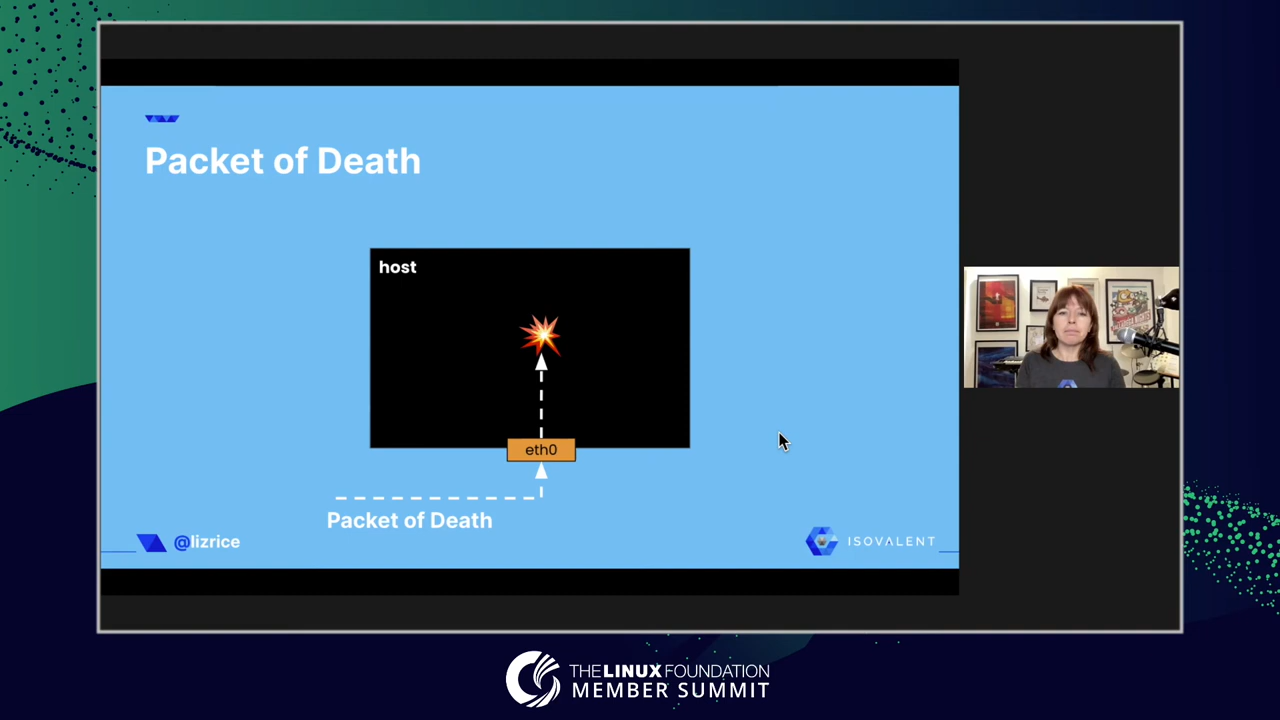 Packet of Death
host
eth0
Packet of Death
@lizrice
ISOVALENT
THE LINUX FOUNDATION
MEMBER SUMMIT